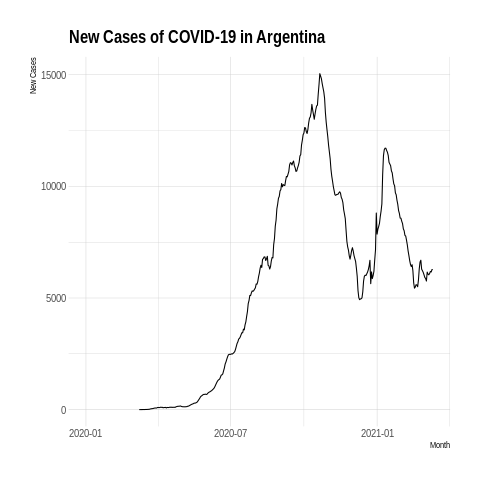 New Cases of COVID-19 in Argentina
New Cases
15000
10000
5000
0
2020-01
2020-07
2021-01
Month